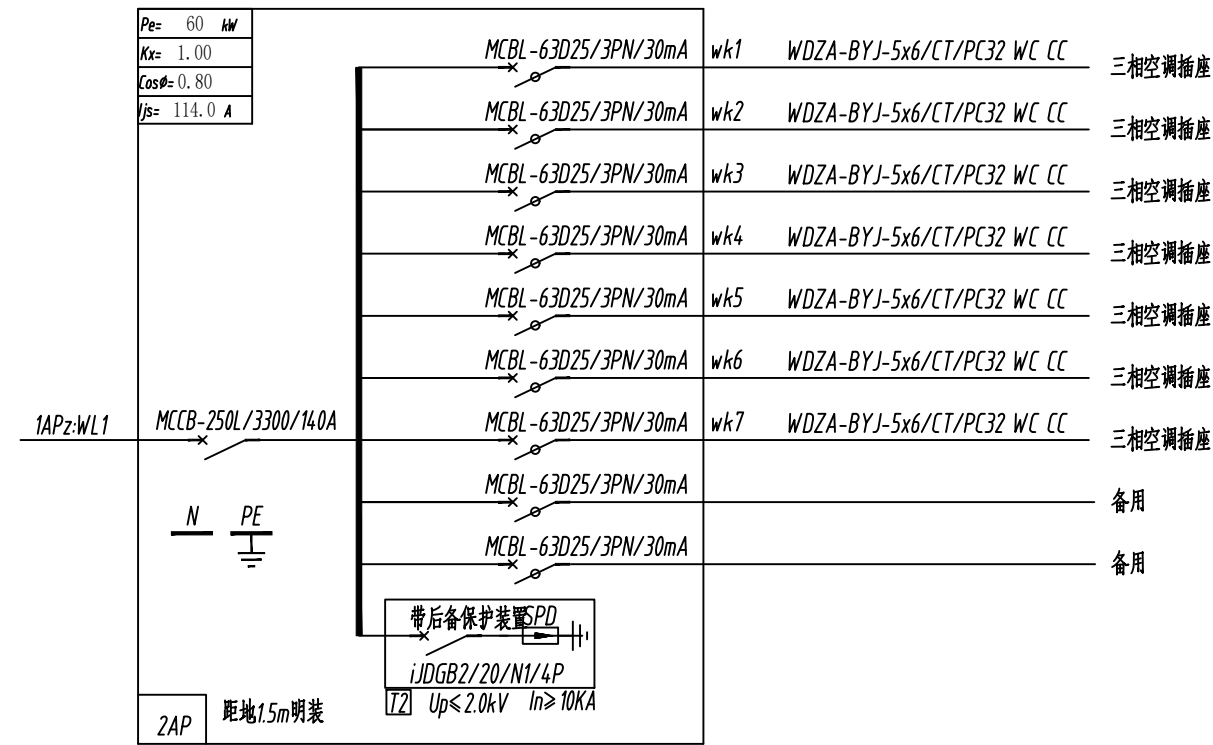 Pe= 60 kW
Kx= 1.00
Cosø= 0.80
Ijs= 114.0 A
MCBL-63D25/3PN/30mA wk1 WDZA-BYJ-5x6/CT/PC32 WC CC 三相空调插座
MCBL-63D25/3PN/30mA wk2 WDZA-BYJ-5x6/CT/PC32 WC CC 三相空调插座
MCBL-63D25/3PN/30mA wk3 WDZA-BYJ-5x6/CT/PC32 WC CC 三相空调插座
MCBL-63D25/3PN/30mA wk4 WDZA-BYJ-5x6/CT/PC32 WC CC 三相空调插座
MCBL-63D25/3PN/30mA wk5 WDZA-BYJ-5x6/CT/PC32 WC CC 三相空调插座
MCBL-63D25/3PN/30mA wk6 WDZA-BYJ-5x6/CT/PC32 WC CC 三相空调插座
1APz:WL1 MCCB-250L/3300/140A MCBL-63D25/3PN/30mA wk7 WDZA-BYJ-5x6/CT/PC32 WC CC 三相空调插座
MCBL-63D25/3PN/30mA 备用
N PE
MCBL-63D25/3PN/30mA 备用
带后备保护装置 SPD
iJDGB2/20/N1/4P
T2 Up≤2.0kV In≥10KA
2AP 距地1.5m明装